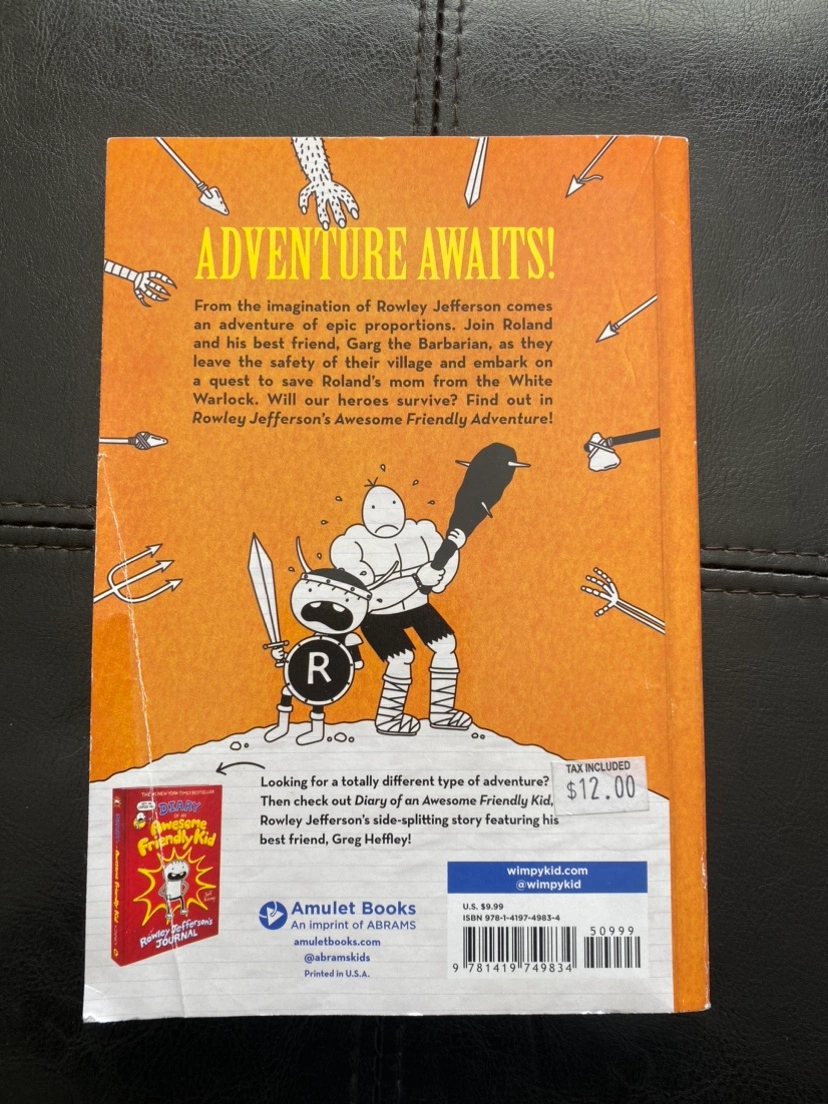 ADVENTURE AWAITS!
From the imagination of Rowley Jefferson comes
an adventure of epic proportions. Join Roland
and his best friend, Garg the Barbarian, as they
leave the safety of their village and embark on
a quest to save Roland's mom from the White
Warlock. Will our heroes survive? Find out in
Rowley Jefferson's Awesome Friendly Adventure!
R
Looking for a totally different type of adventure?
Then check out Diary of an Awesome Friendly Kid,
Rowley Jefferson's side-splitting story featuring his
best friend, Greg Heffley!
TAX INCLUDED
$12.00
DIARY
OF AN
Awesome
Friendly Kid
Rowley Jefferson's
JOURNAL
Awesome Friendly Kid
Amulet Books
An imprint of ABRAMS
amuletbooks.com
@abramskids
Printed in U.S.A.
wimpykid.com
@wimpykid
U.S. $9.99
ISBN 978-1-4197-4983-4
50999
9 781419 749834